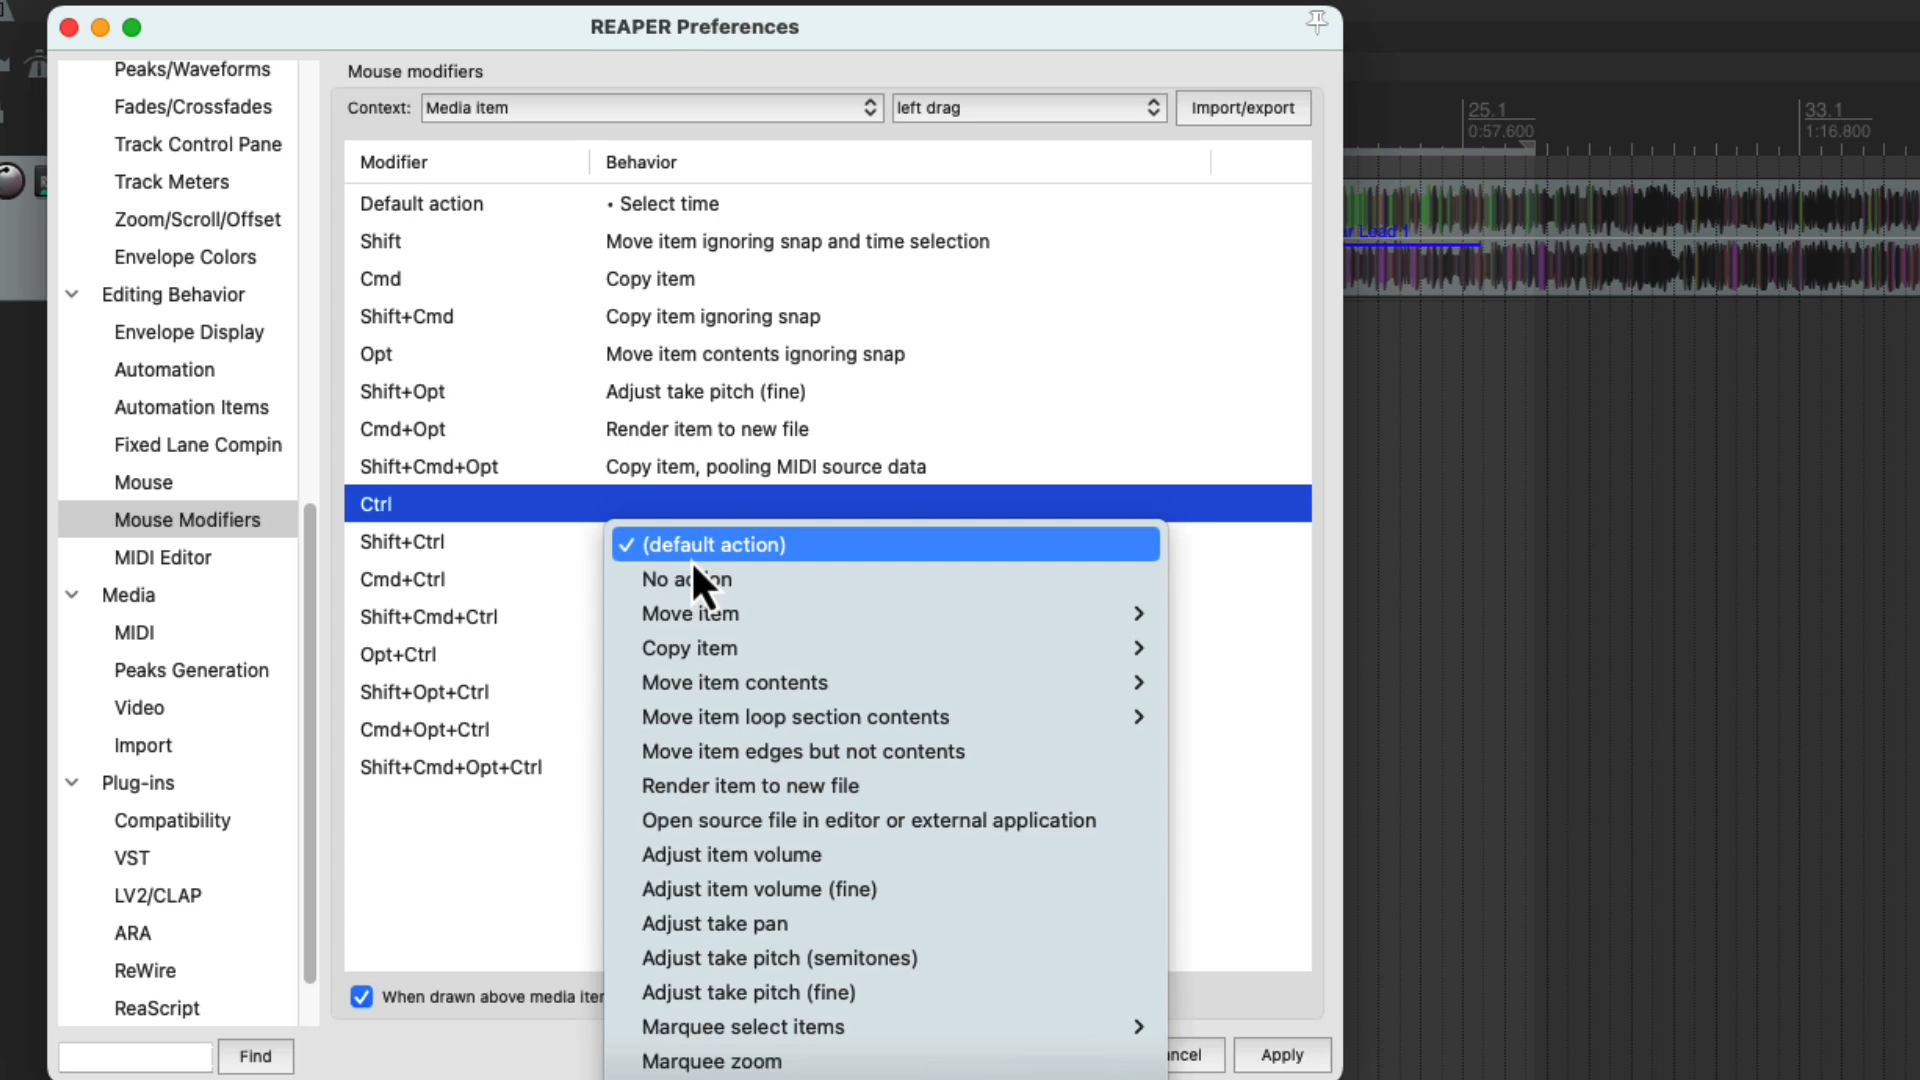 REAPER Preferences
Peaks/Waveforms
Fades/Crossfades
Track Control Pane
Track Meters
Zoom/Scroll/Offset
Envelope Colors
Editing Behavior
Envelope Display
Automation
Automation Items
Fixed Lane Compin
Mouse
Mouse Modifiers
MIDI Editor
Media
MIDI
Peaks Generation
Video
Import
Plug-ins
Compatibility
VST
LV2/CLAP
ARA
ReWire
ReaScript
Find
Mouse modifiers
Context: Media item left drag Import/export
Modifier Behavior
Default action • Select time
Shift Move item ignoring snap and time selection
Cmd Copy item
Shift+Cmd Copy item ignoring snap
Opt Move item contents ignoring snap
Shift+Opt Adjust take pitch (fine)
Cmd+Opt Render item to new file
Shift+Cmd+Opt Copy item, pooling MIDI source data
Ctrl
Shift+Ctrl
Cmd+Ctrl
Shift+Cmd+Ctrl
Opt+Ctrl
Shift+Opt+Ctrl
Cmd+Opt+Ctrl
Shift+Cmd+Opt+Ctrl
✓ (default action)
No action
Move item
Copy item
Move item contents
Move item loop section contents
Move item edges but not contents
Render item to new file
Open source file in editor or external application
Adjust item volume
Adjust item volume (fine)
Adjust take pan
Adjust take pitch (semitones)
Adjust take pitch (fine)
Marquee select items
Marquee zoom
When drawn above media iter
ncel Apply
25.1
0:57.600
33.1
1:16.800
ar Lead 1